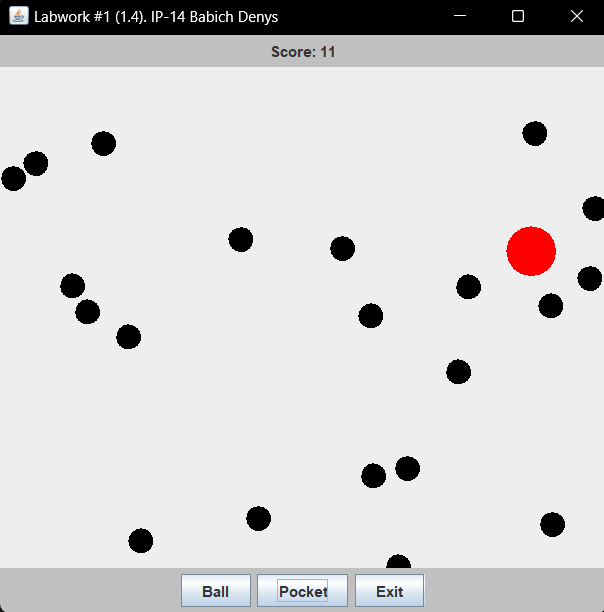 Labwork #1 (1.4). IP-14 Babich Denys
Score: 11
Ball Pocket Exit